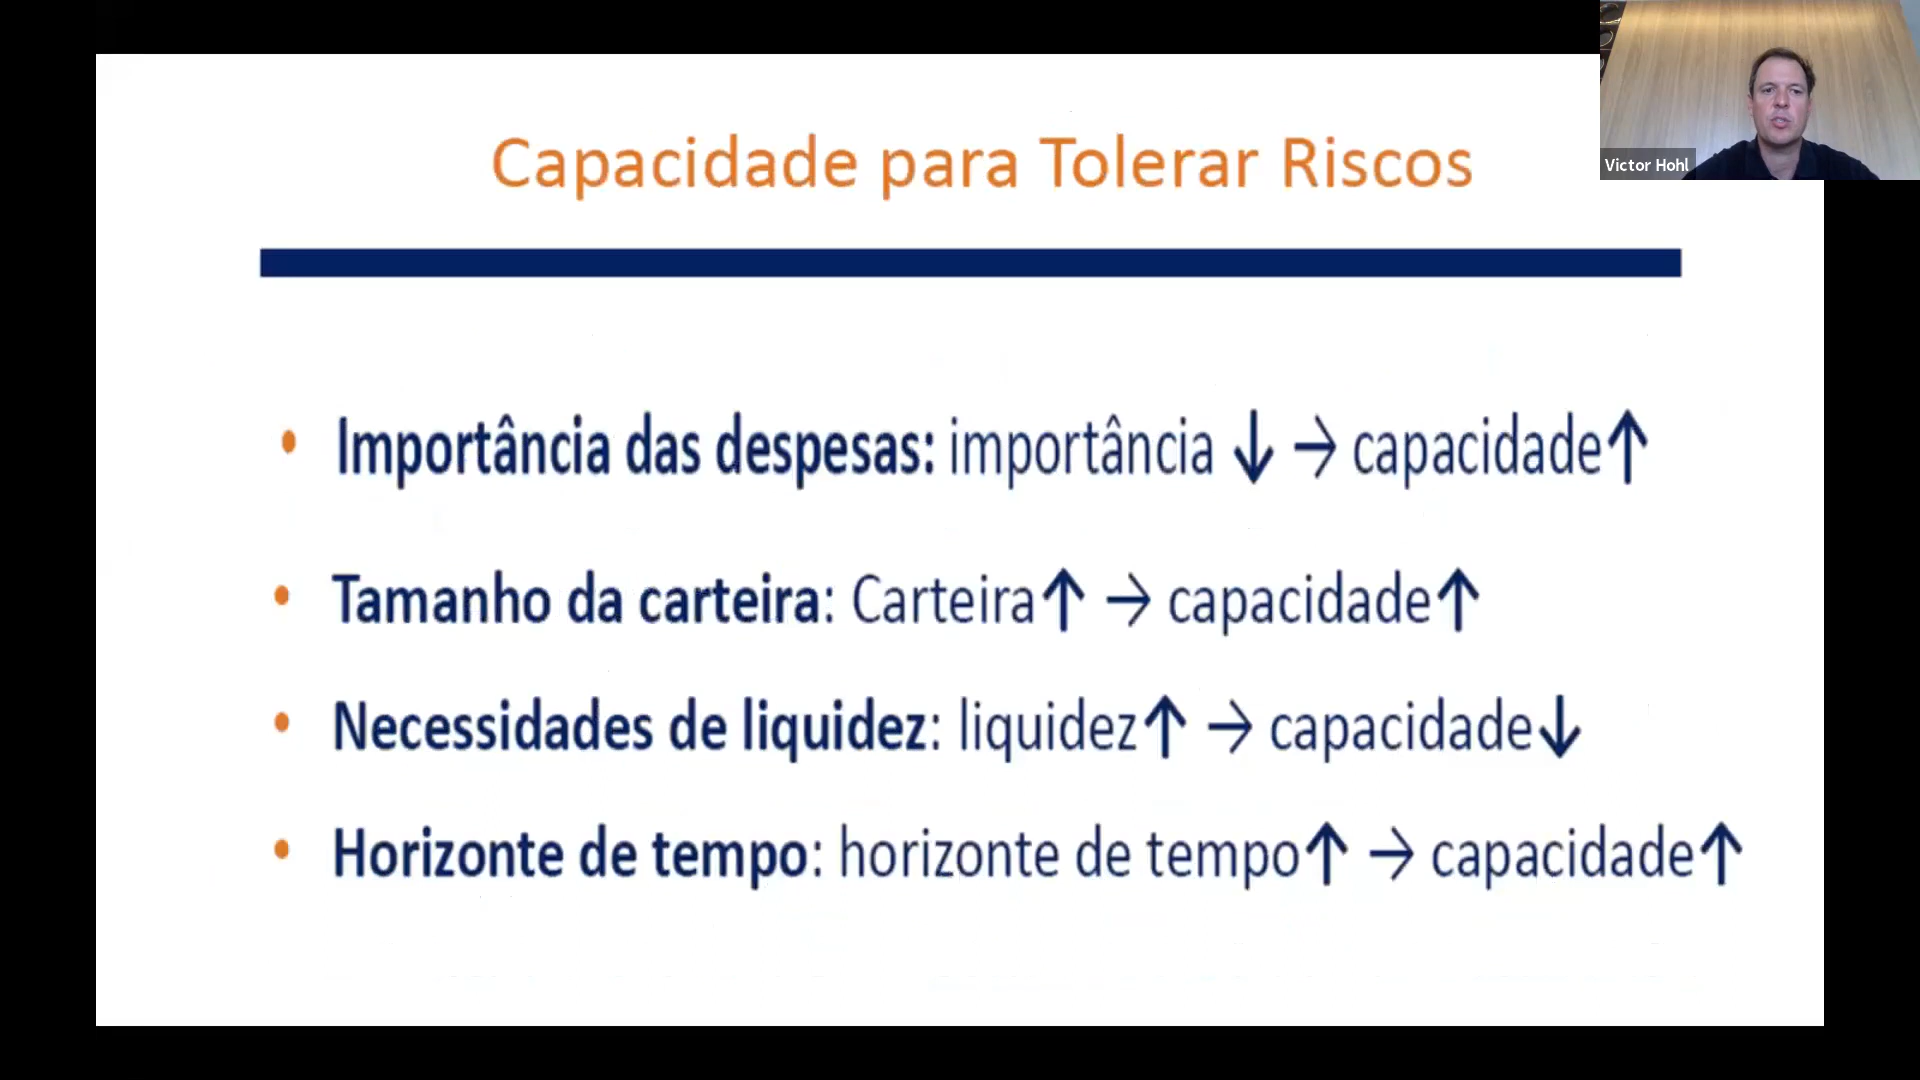 Capacidade para Tolerar Riscos
Victor Hohl
• Importância das despesas: importância ↓ → capacidade↑
• Tamanho da carteira: Carteira↑ → capacidade↑
• Necessidades de liquidez: liquidez↑ → capacidade↓
• Horizonte de tempo: horizonte de tempo↑ → capacidade↑